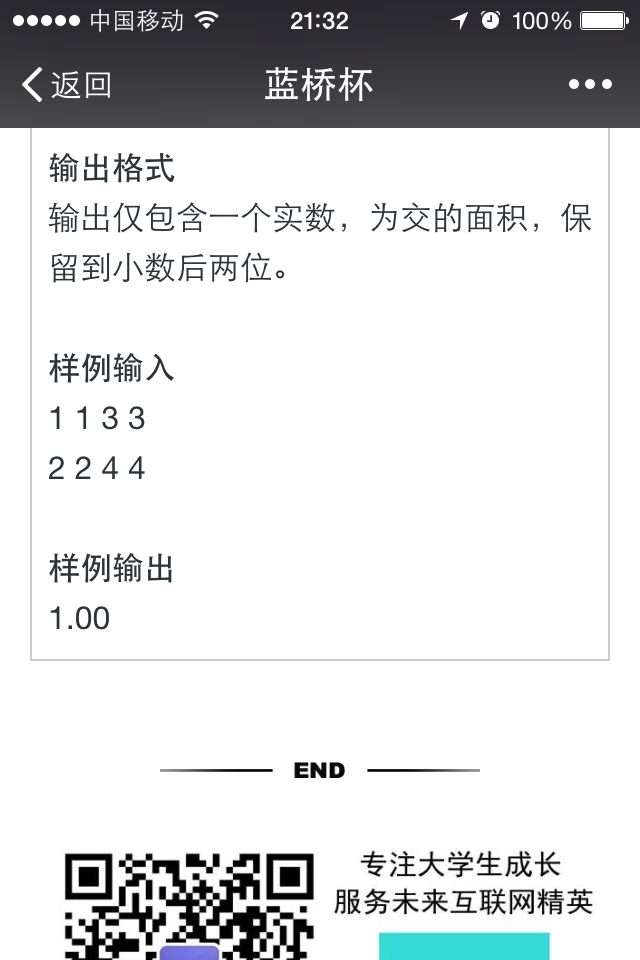 中国移动 21:32 100%
返回 蓝桥杯
输出格式
输出仅包含一个实数，为交的面积，保
留到小数后两位。
样例输入
1 1 3 3
2 2 4 4
样例输出
1.00
END
专注大学生成长
服务未来互联网精英